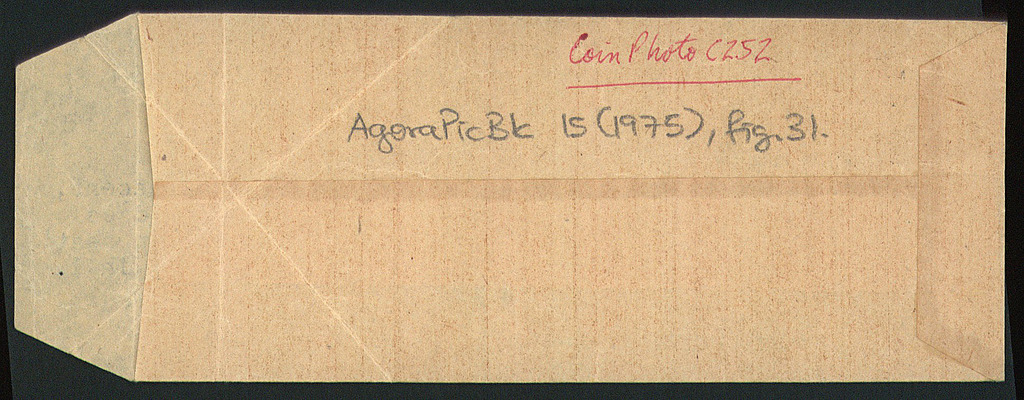 Coin Photo C252
AgoraPicBk 15 (1975), fig. 31.